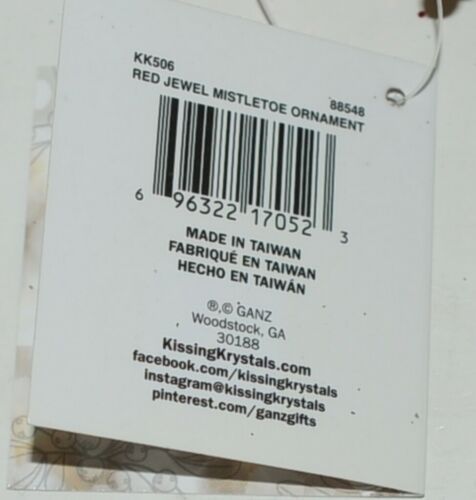 KK506
88548
RED JEWEL MISTLETOE ORNAMENT
6 96322 17052 3
MADE IN TAIWAN
FABRIQUÉ EN TAIWAN
HECHO EN TAIWÁN
®,© GANZ
Woodstock, GA
30188
KissingKrystals.com
facebook.com/kissingkrystals
instagram@kissingkrystals
pinterest.com/ganzgifts